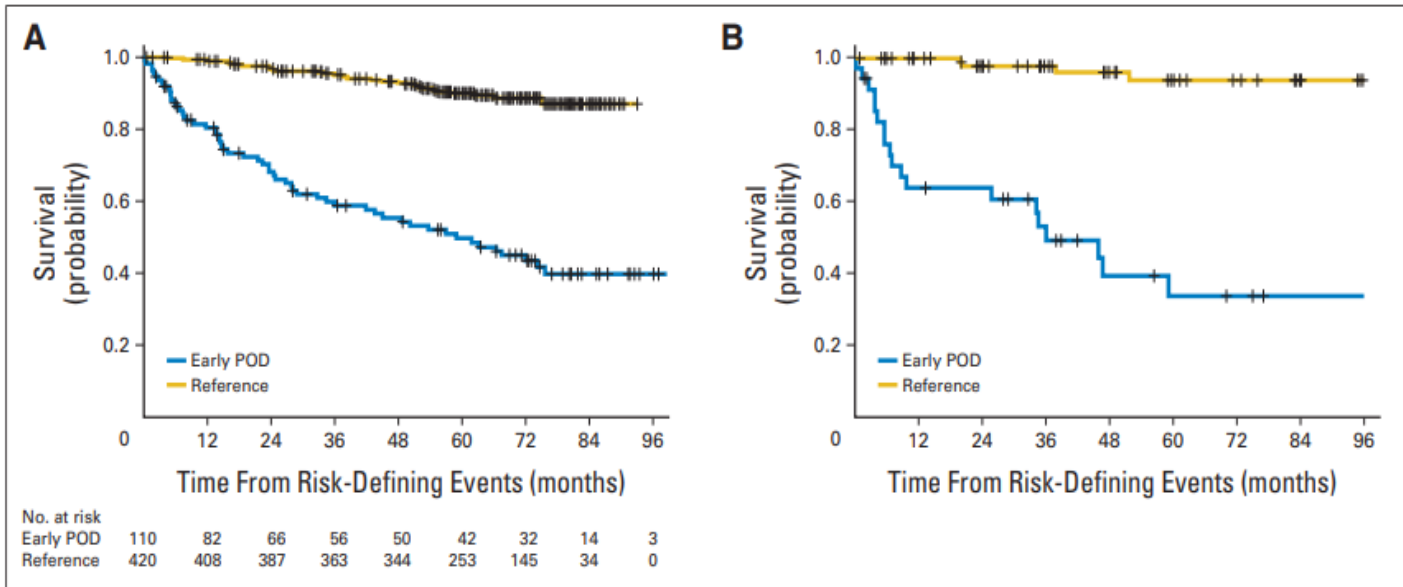 A
1.0
0.8
0.6
0.4
0.2
0
Survival
(probability)
Early POD
Reference
12 24 36 48 60 72 84 96
Time From Risk-Defining Events (months)
No. at risk
Early POD 110 82 66 56 50 42 32 14 3
Reference 420 408 387 363 344 253 145 34 0
B
1.0
0.8
0.6
0.4
0.2
0
Survival
(probability)
Early POD
Reference
12 24 36 48 60 72 84 96
Time From Risk-Defining Events (months)